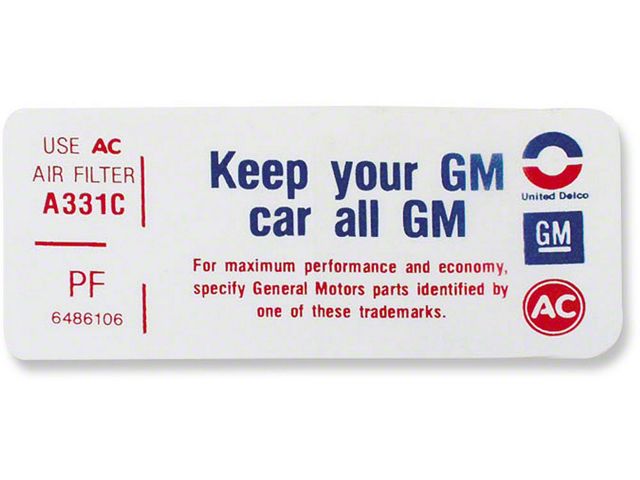 USE AC
AIR FILTER
A331C
PF
6486106
Keep your GM
car all GM
For maximum performance and economy,
specify General Motors parts identified by
one of these trademarks.
United Delco
GM
AC